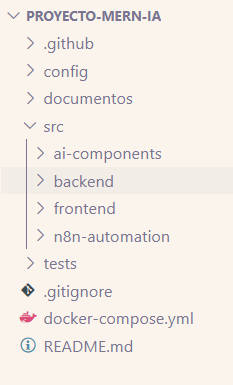 PROYECTO-MERN-IA
.github
config
documentos
src
ai-components
backend
frontend
n8n-automation
tests
.gitignore
docker-compose.yml
README.md